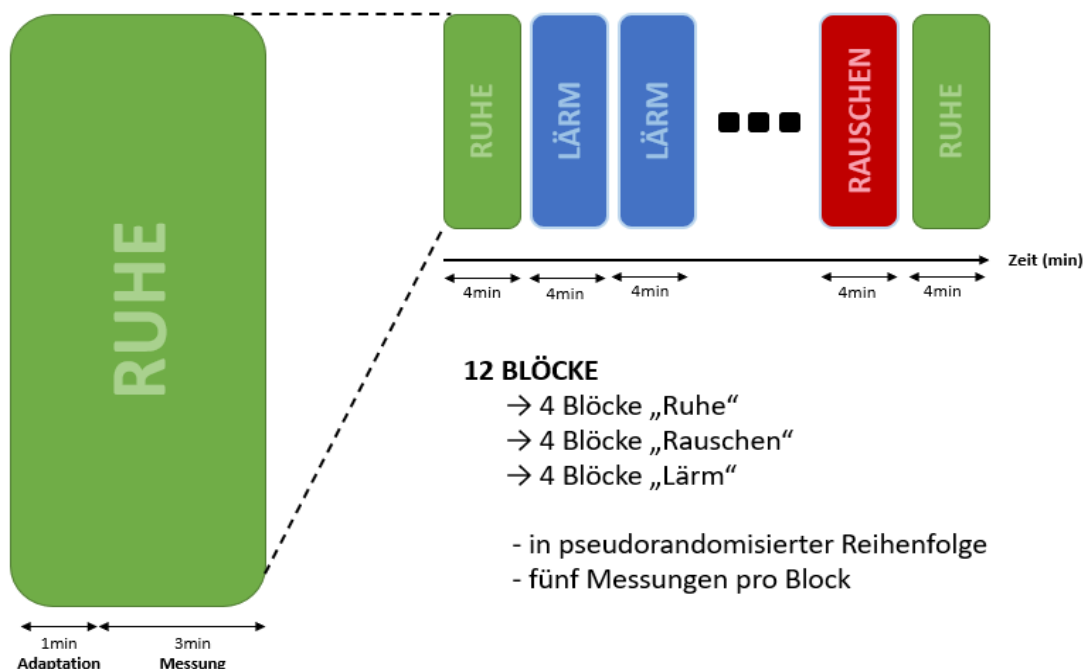 RUHE
RUHE
LÄRM
LÄRM
RAUSCHEN
RUHE
Zeit (min)
4min
4min
4min
4min
4min
12 BLÖCKE
→ 4 Blöcke „Ruhe“
→ 4 Blöcke „Rauschen“
→ 4 Blöcke „Lärm“
- in pseudorandomisierter Reihenfolge
- fünf Messungen pro Block
1min
3min
Adaptation
Messung